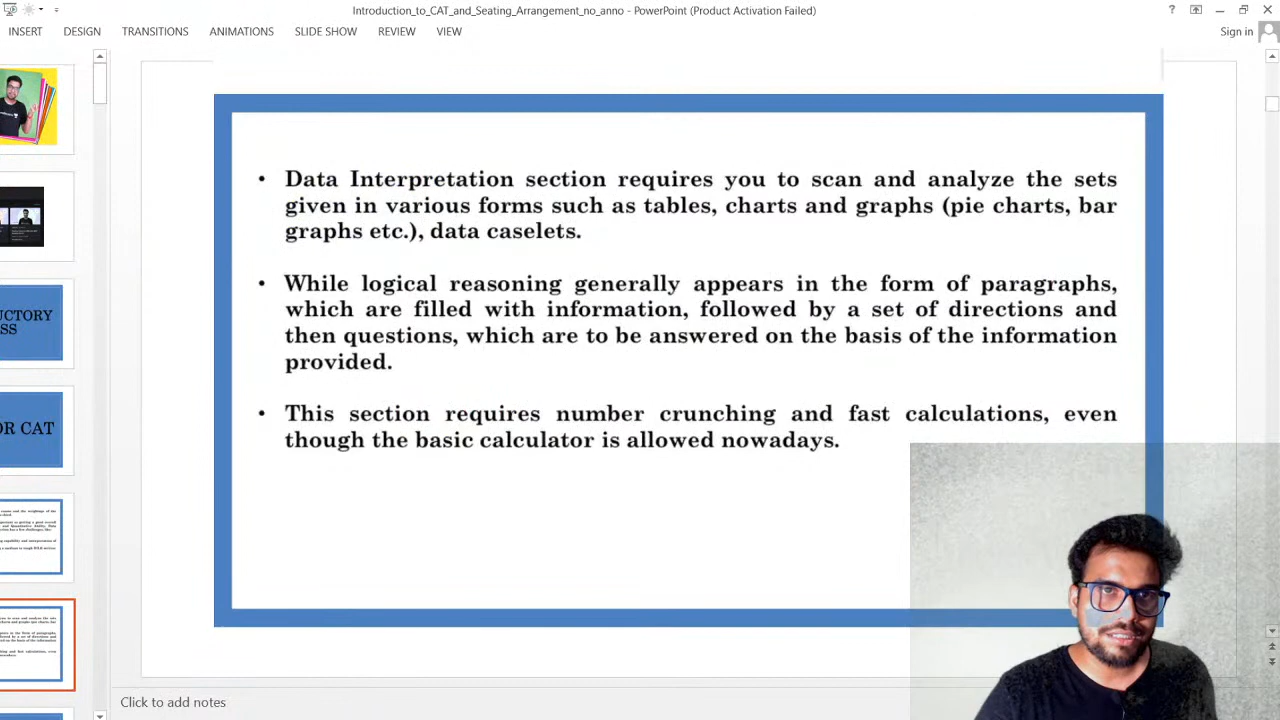 Introduction_to_CAT_and_Seating_Arrangement_no_anno - PowerPoint (Product Activation Failed)
?
INSERT DESIGN TRANSITIONS ANIMATIONS SLIDE SHOW REVIEW VIEW
Sign in
• Data Interpretation section requires you to scan and analyze the sets
given in various forms such as tables, charts and graphs (pie charts, bar
graphs etc.), data caselets.
• While logical reasoning generally appears in the form of paragraphs,
which are filled with information, followed by a set of directions and
then questions, which are to be answered on the basis of the information
provided.
• This section requires number crunching and fast calculations, even
though the basic calculator is allowed nowadays.
UCTORY
SS
OR CAT
Click to add notes